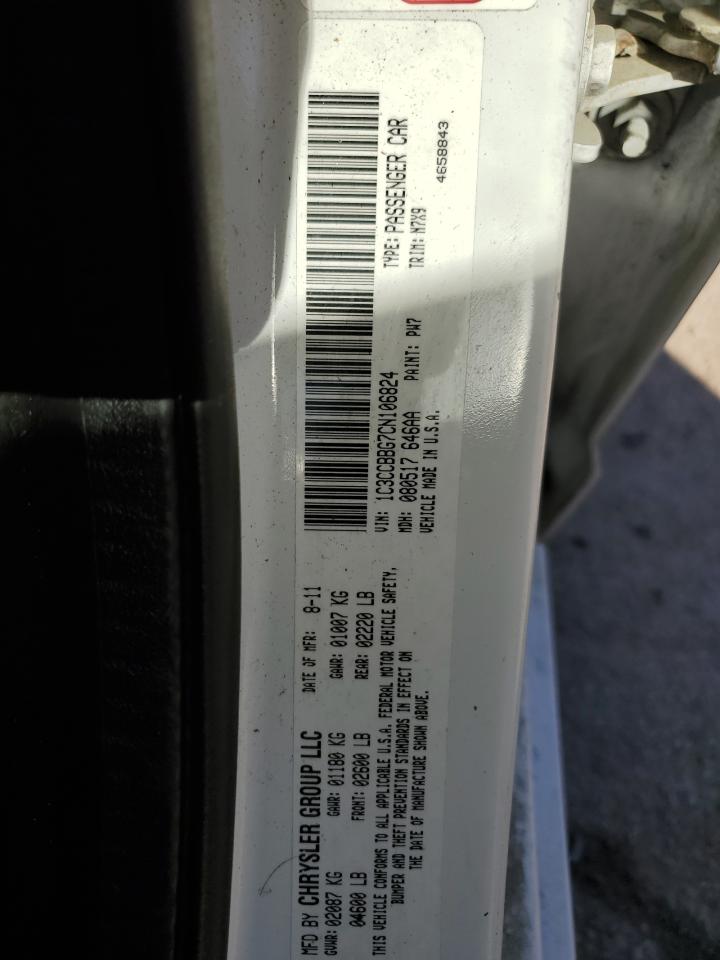 MFD BY CHRYSLER GROUP LLC
DATE OF MFR: 8-11
GVWR: 02087 KG
GAWR: 01180 KG
GAWR: 01007 KG
04600 LB
FRONT: 02600 LB
REAR: 02220 LB
THIS VEHICLE CONFORMS TO ALL APPLICABLE U.S.A. FEDERAL MOTOR VEHICLE SAFETY,
BUMPER AND THEFT PREVENTION STANDARDS IN EFFECT ON
THE DATE OF MANUFACTURE SHOWN ABOVE.
VIN: 1C3CCBBG7CN106824
TYPE: PASSENGER CAR
MDH: 080517 646AA
PAINT: PW7
TRIM: N7X9
VEHICLE MADE IN U.S.A.
4658843